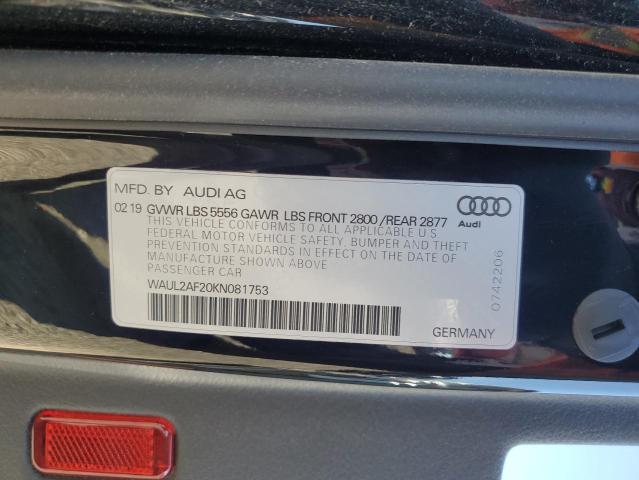 MFD. BY AUDI AG
02 19 GVWR LBS 5556 GAWR LBS FRONT 2800 / REAR 2877
THIS VEHICLE CONFORMS TO ALL APPLICABLE U S
FEDERAL MOTOR VEHICLE SAFETY, BUMPER AND THEFT
PREVENTION STANDARDS IN EFFECT ON THE DATE OF
MANUFACTURE SHOWN ABOVE
PASSENGER CAR
WAUL2AF20KN081753
Audi
0742206
GERMANY